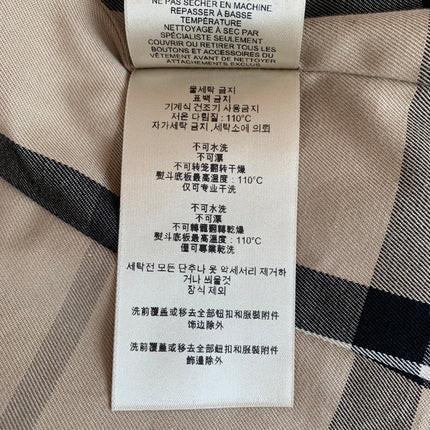 NE PAS SÉCHER EN MACHINE
REPASSER À BASSE
TEMPÉRATURE
NETTOYAGE À SEC PAR
SPÉCIALISTE SEULEMENT
COUVRIR OU RETIRER TOUS LES
BOUTONS ET ACCESSOIRES DU
VÊTEMENT AVANT DE NETTOYER
ATTACHEMENTS EXCLUS
물세탁 금지
표백 금지
기계식 건조기 사용금지
저온 다림질 : 110°C
자가세탁 금지 ,세탁소에 의뢰
不可水洗
不可漂
不可转笼翻转干燥
熨斗底板最高温度 : 110°C
仅可专业干洗
不可水洗
不可漂
不可轉籠翻轉乾燥
熨斗底板最高溫度 : 110°C
僅可專業乾洗
세탁전 모든 단추나 옷 악세서리 제거하
거나 씌울것
장식 제외
洗前覆盖或移去全部钮扣和服装附件
饰边除外
洗前覆蓋或移去全部鈕扣和服裝附件
飾邊除外